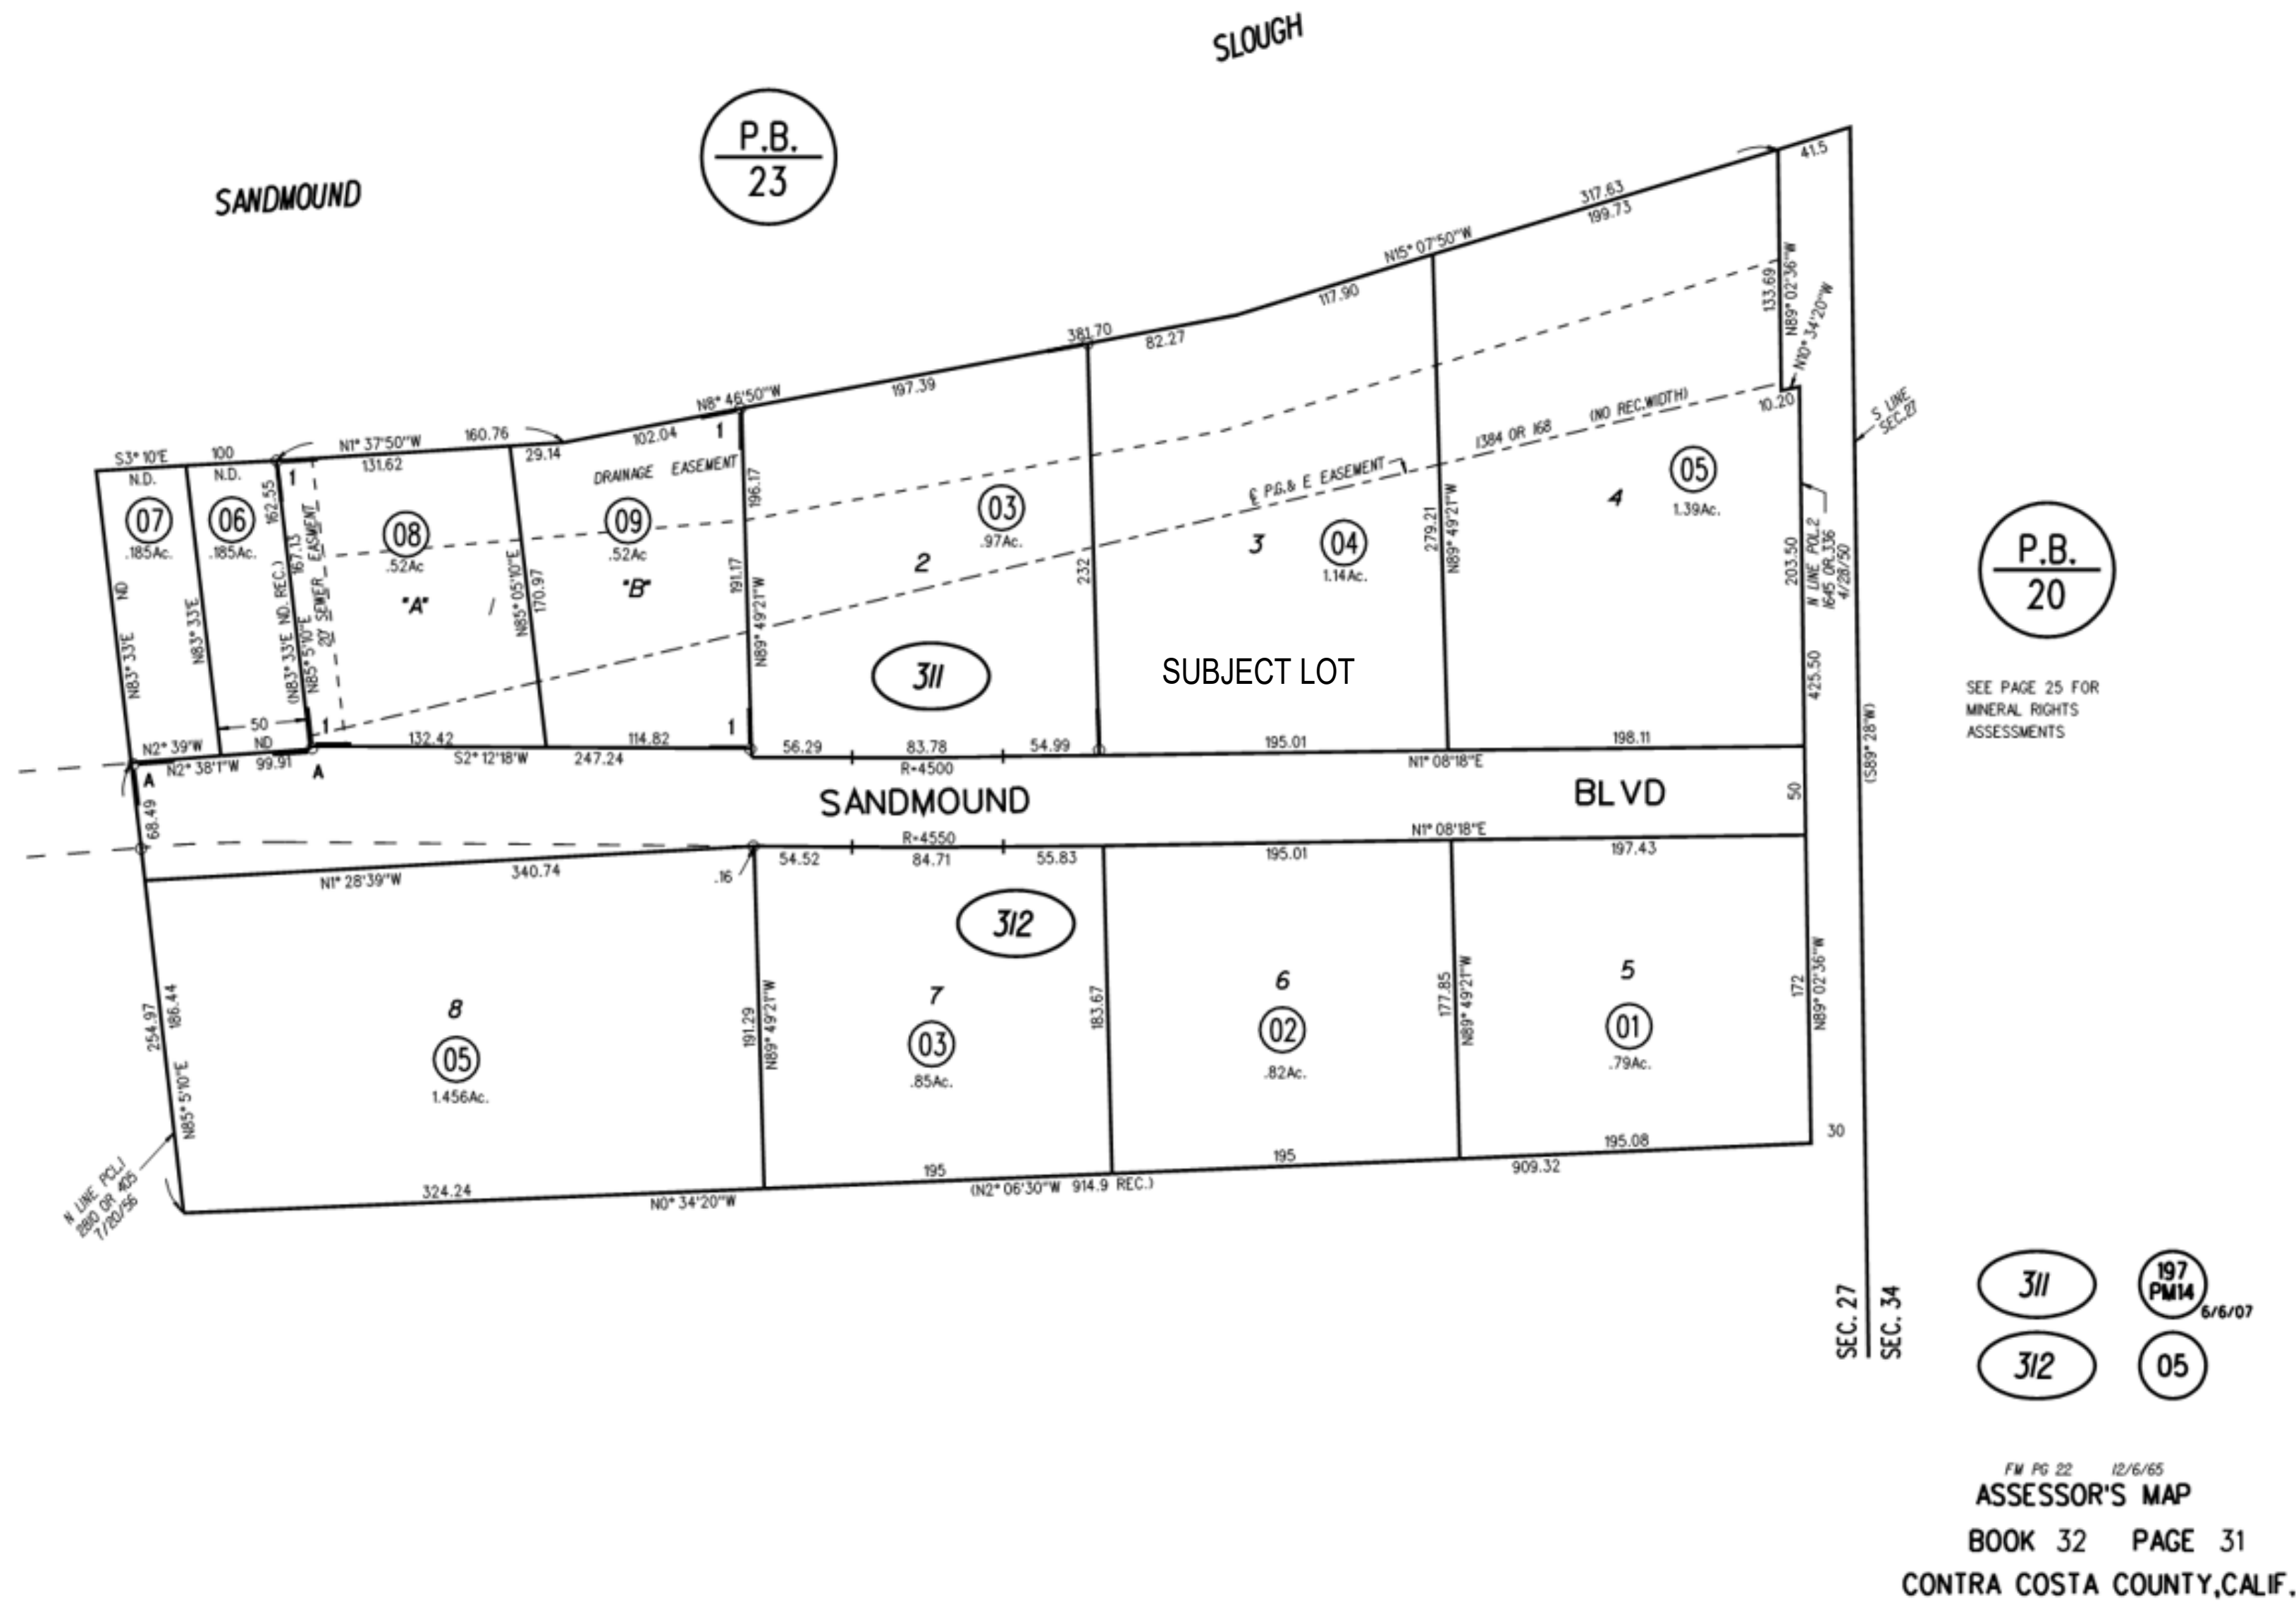 SLOUGH
SANDMOUND
P.B.
23
41.5
317.63
199.73
N15° 07'50"W
117.90
133.69
N89° 02'36"W
N10° 34'20"W
381.70
82.27
197.39
N8° 46'50"W
102.04
1
S3° 10'E
100
N1° 37'50"W
160.76
N.D.
N.D.
1
131.62
29.14
DRAINAGE EASEMENT
196.17
10.20
(NO REC.WIDTH)
1384 OR 168
℄ P.G.& E EASEMENT
S LINE
SEC.27
07
.185Ac.
06
.185Ac.
162.55
167.13
20' SEWER EASMENT
08
.52Ac
"A"
/
09
.52Ac
"B"
03
.97Ac.
2
3
04
1.14Ac.
4
05
1.39Ac.
279.21
N89° 49'21"W
232
191.17
N89° 49'21"W
N85° 05'10"E
170.97
ND
N83° 33'E
N83° 33'E
(N83° 33'E ND. REC.)
N85° 5'10"E
203.50
N LINE PCL.2
1645 OR.336
4/28/50
P.B.
20
311
SUBJECT LOT
425.50
SEE PAGE 25 FOR
MINERAL RIGHTS
ASSESSMENTS
(S89° 28'W)
50
ND
1
1
N2° 39'W
N2° 38'1"W
99.91
A
A
132.42
114.82
S2° 12'18"W
247.24
56.29
83.78
54.99
R=4500
195.01
N1° 08'18"E
198.11
SANDMOUND
BLVD
50
68.49
R=4550
N1° 08'18"E
54.52
84.71
55.83
195.01
197.43
.16
N1° 28'39"W
340.74
312
254.97
186.44
N85° 5'10"E
8
05
1.456Ac.
191.29
N89° 49'21"W
7
03
.85Ac.
183.67
6
02
.82Ac.
177.85
N89° 49'21"W
5
01
.79Ac.
172
N89° 02'36"W
30
N LINE PCL.1
2810 OR 405
7/20/56
324.24
N0° 34'20"W
195
(N2° 06'30"W 914.9 REC.)
195
195.08
909.32
SEC. 27
SEC. 34
311
197
PM14
6/6/07
312
05
FM PG 22 12/6/65
ASSESSOR'S MAP
BOOK 32 PAGE 31
CONTRA COSTA COUNTY,CALIF.